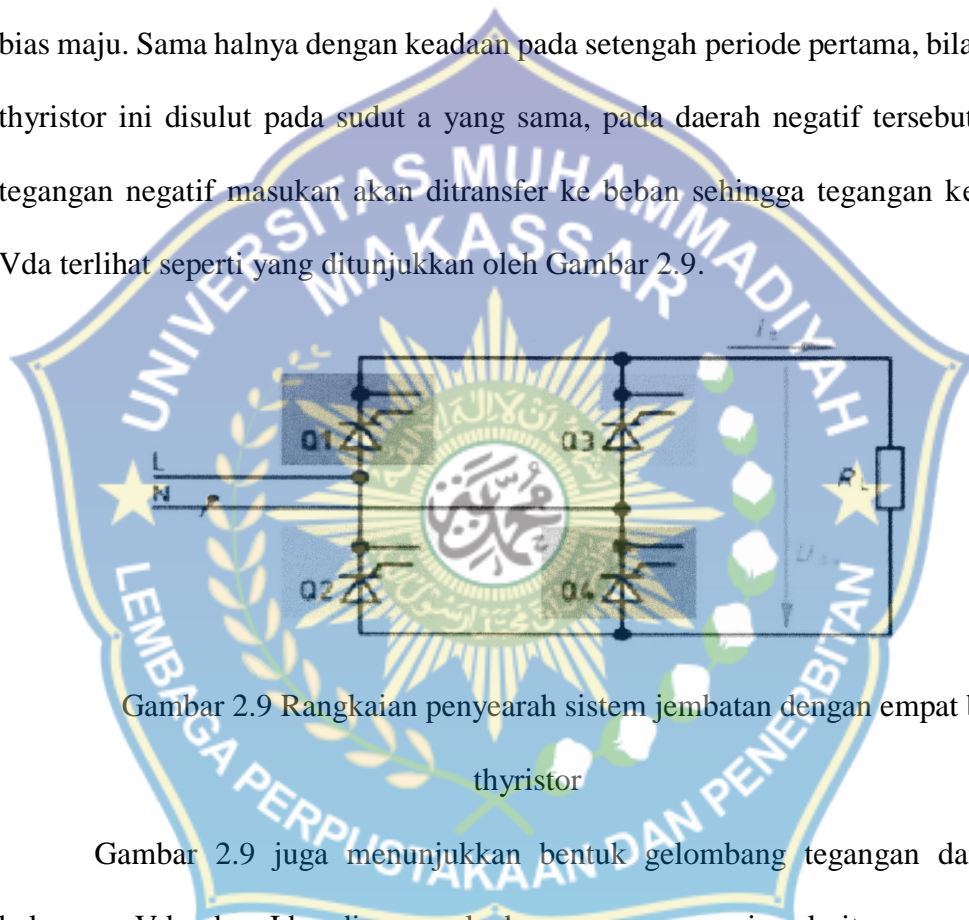 bias maju. Sama halnya dengan keadaan pada setengah periode pertama, bila
thyristor ini disulut pada sudut a yang sama, pada daerah negatif tersebut
tegangan negatif masukan akan ditransfer ke beban sehingga tegangan ke
Vda terlihat seperti yang ditunjukkan oleh Gambar 2.9.
UNIVERSITAS MUHAMMADIYAH
MAKASSAR
Q1
Q3
L
N
RL
Q2
Q4
LEMBAGA PERPUSTAKAAN DAN PENERBITAN
Gambar 2.9 Rangkaian penyearah sistem jembatan dengan empat
thyristor
Gambar 2.9 juga menunjukkan bentuk gelombang tegangan